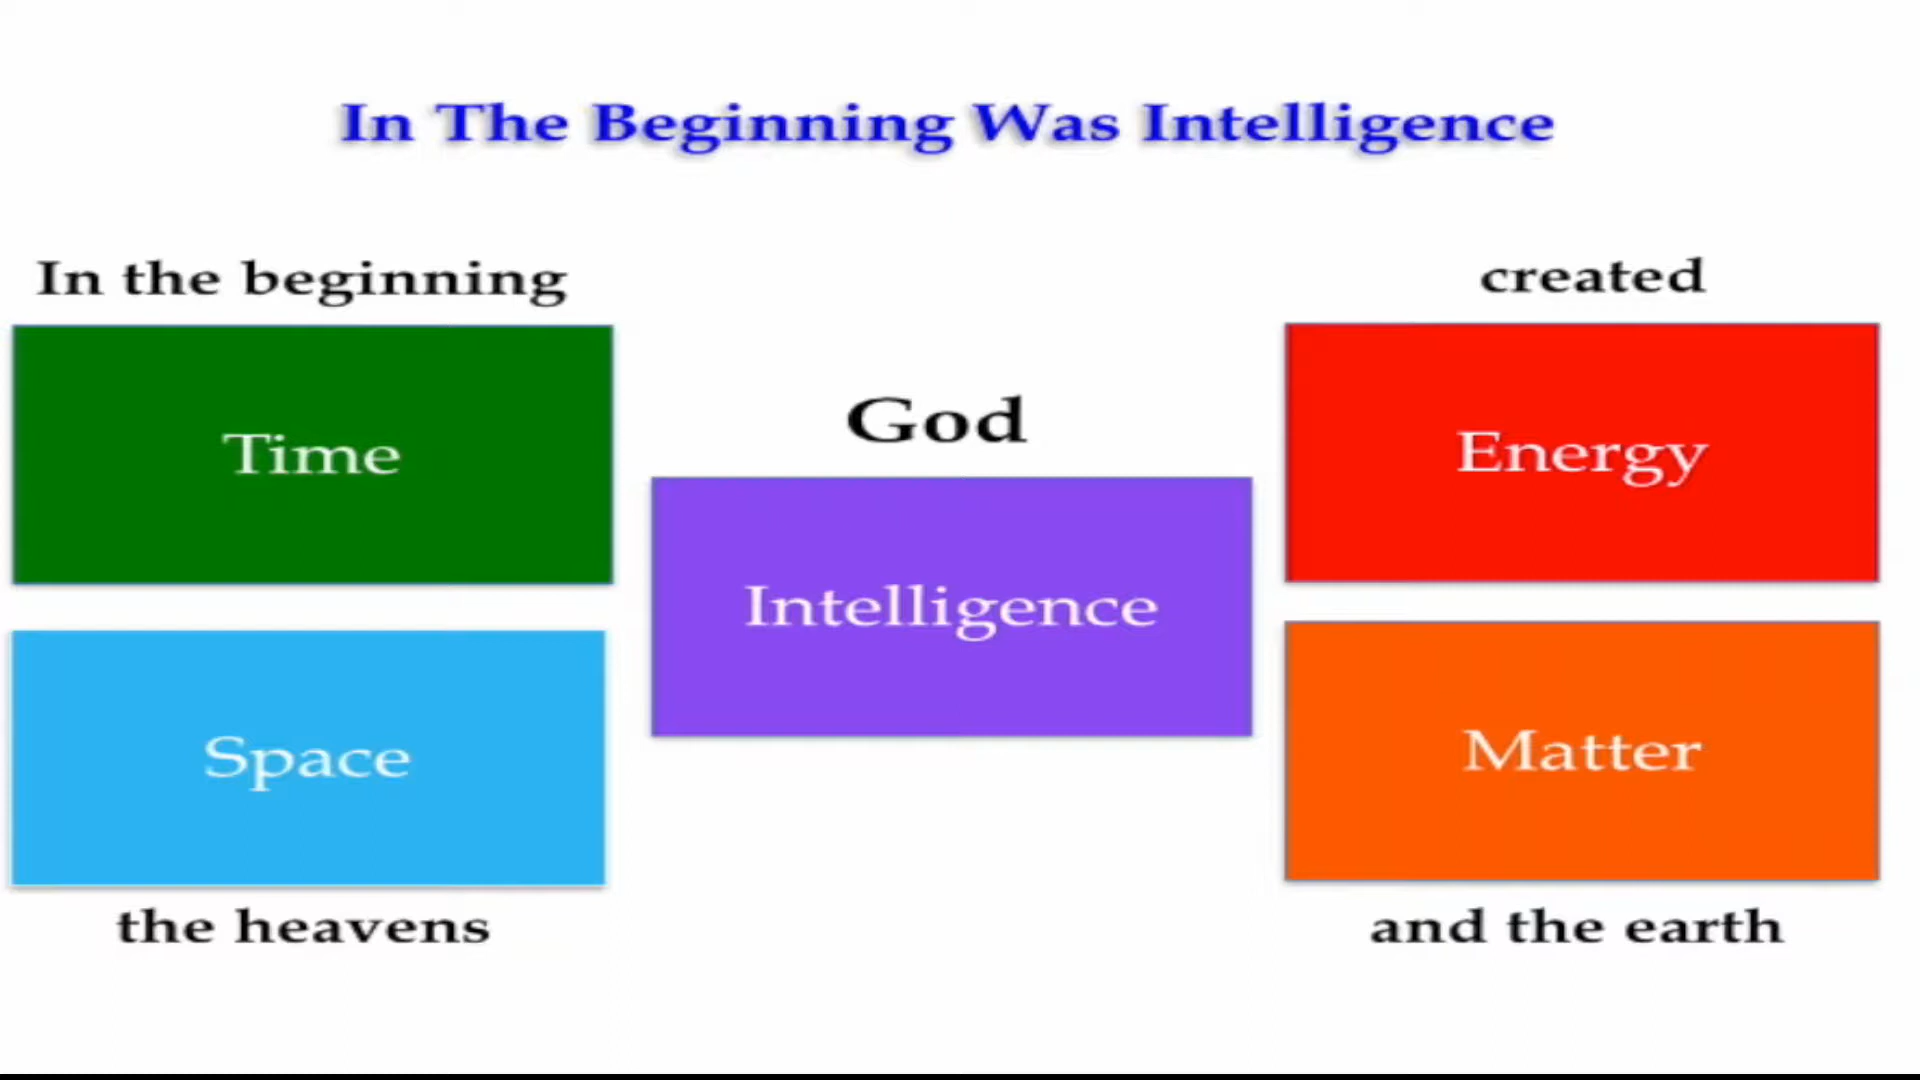 In The Beginning Was Intelligence
In the beginning
Time
God
Intelligence
created
Energy
Space
the heavens
Matter
and the earth